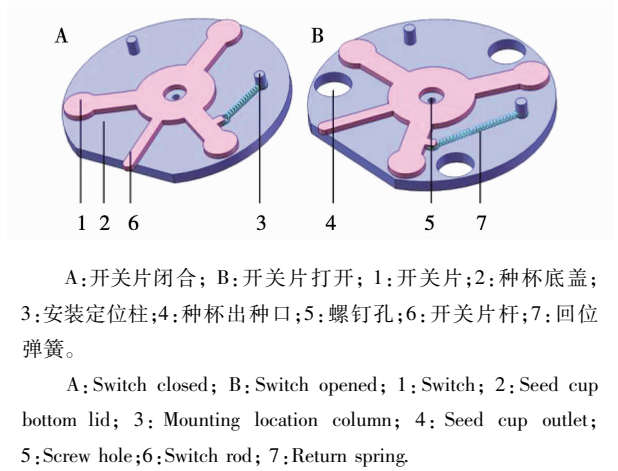 A B
1 2 6 3 4 5 7
A:开关片闭合; B:开关片打开; 1:开关片;2:种杯底盖;
3:安装定位柱;4:种杯出种口;5:螺钉孔;6:开关片杆;7:回位
弹簧。
A:Switch closed; B:Switch opened; 1:Switch; 2:Seed cup
bottom lid; 3: Mounting location column; 4: Seed cup outlet;
5:Screw hole;6:Switch rod; 7:Return spring.